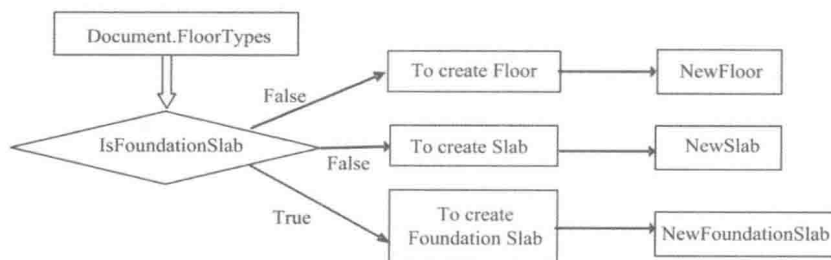 Document.FloorTypes
To create Floor
NewFloor
False
IsFoundationSlab
To create Slab
NewSlab
False
True
To create
Foundation Slab
NewFoundationSlab